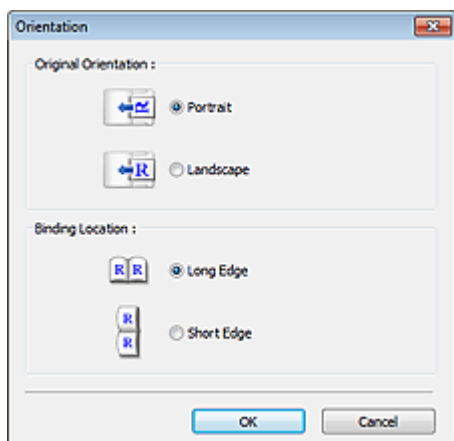 Orientation
Original Orientation :
R
Portrait
R
Landscape
Binding Location :
R R
Long Edge
R
R
Short Edge
OK
Cancel